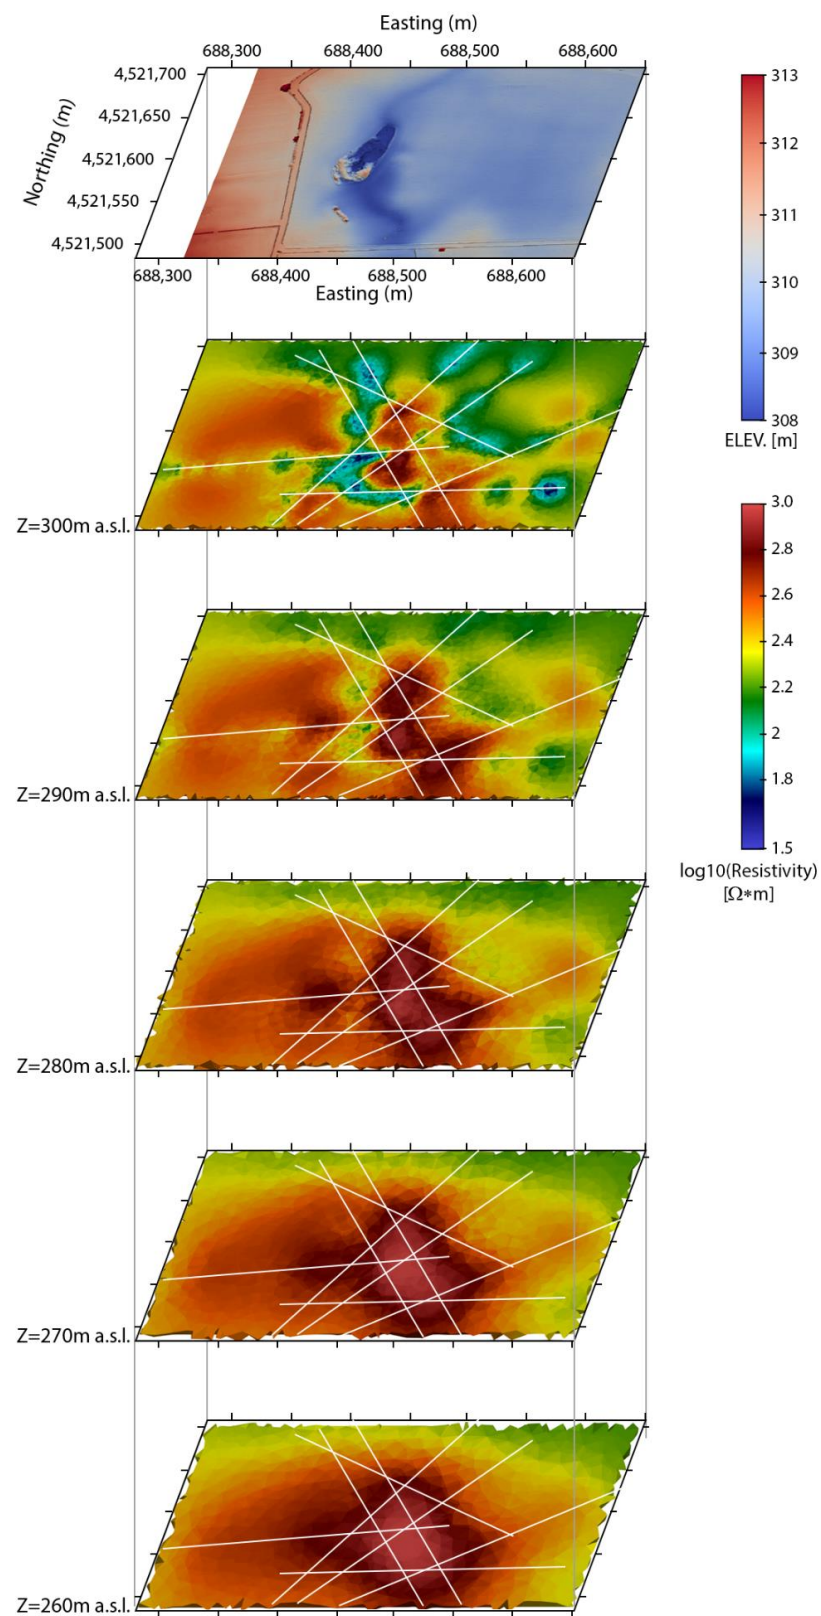 Easting (m)
688,300 688,400 688,500 688,600
4,521,700
4,521,650
4,521,600
4,521,550
4,521,500
Northing (m)
688,300 688,400 688,500 688,600
Easting (m)
313
312
311
310
309
308
ELEV. [m]
Z=300m a.s.l.
3.0
2.8
2.6
2.4
2.2
2
1.8
1.5
log10(Resistivity)
[Ω*m]
Z=290m a.s.l.
Z=280m a.s.l.
Z=270m a.s.l.
Z=260m a.s.l.